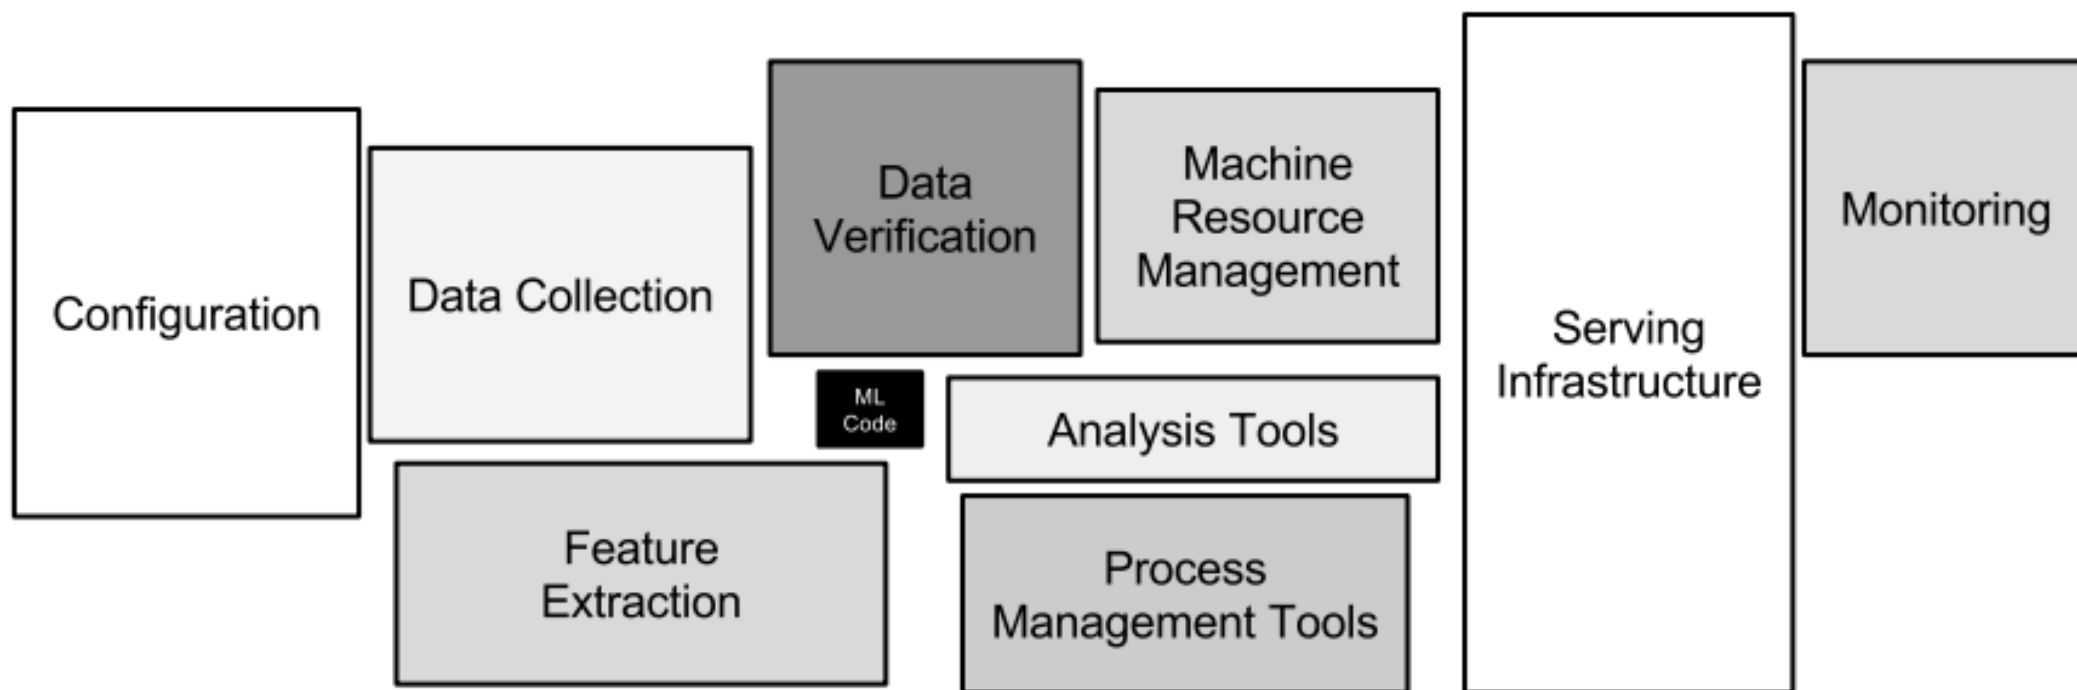 Configuration
Data Collection
Feature
Extraction
Data
Verification
ML
Code
Machine
Resource
Management
Analysis Tools
Process
Management Tools
Serving
Infrastructure
Monitoring